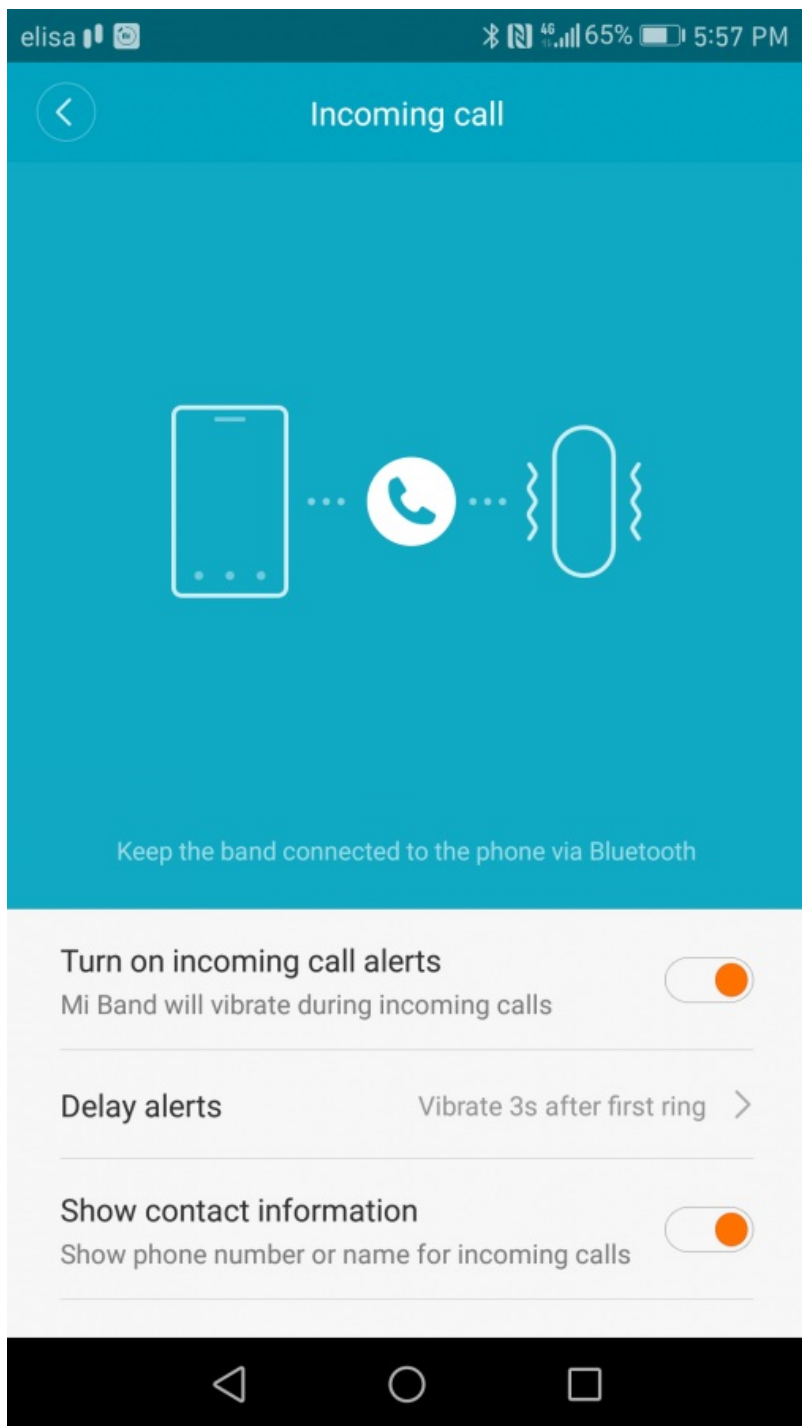 elisa 4G 65% 5:57 PM
Incoming call
Keep the band connected to the phone via Bluetooth
Turn on incoming call alerts
Mi Band will vibrate during incoming calls
Delay alerts Vibrate 3s after first ring
Show contact information
Show phone number or name for incoming calls